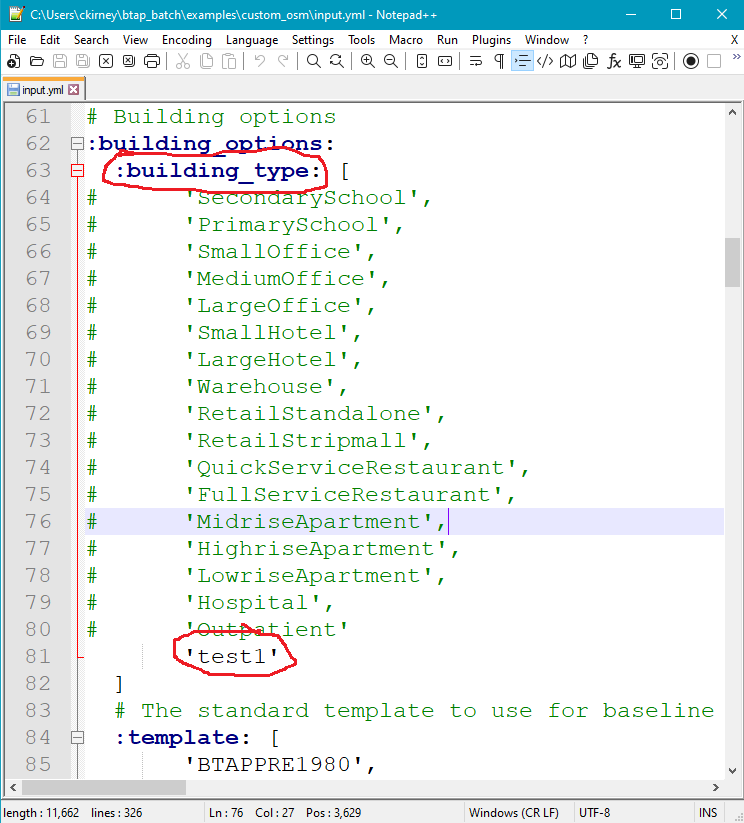 C:\Users\ckirney\btap_batch\examples\custom_osm\input.yml - Notepad++
File Edit Search View Encoding Language Settings Tools Macro Run Plugins Window ? X
input.yml
61 # Building options
62 :building_options:
63 :building_type: [
64 # 'SecondarySchool',
65 # 'PrimarySchool',
66 # 'SmallOffice',
67 # 'MediumOffice',
68 # 'LargeOffice',
69 # 'SmallHotel',
70 # 'LargeHotel',
71 # 'Warehouse',
72 # 'RetailStandalone',
73 # 'RetailStripmall',
74 # 'QuickServiceRestaurant',
75 # 'FullServiceRestaurant',
76 # 'MidriseApartment',
77 # 'HighriseApartment',
78 # 'LowriseApartment',
79 # 'Hospital',
80 # 'Outpatient'
81 'test1'
82 ]
83 # The standard template to use for baseline
84 :template: [
85 'BTAPPRE1980',
length : 11,662 lines : 326 Ln : 76 Col : 27 Pos : 3,629 Windows (CR LF) UTF-8 INS